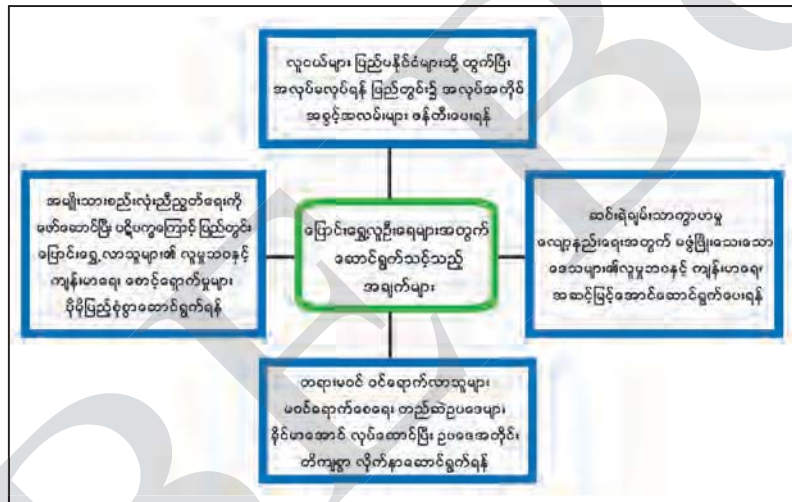 လူငယ်များ ပြည်ပနိုင်ငံများသို့ ထွက်ပြီး
အလုပ်မလုပ်ရန် ပြည်တွင်း၌ အလုပ်အကိုင်
အခွင့်အလမ်းများ ဖန်တီးပေးရန်
အမျိုးသားစည်းလုံးညီညွတ်ရေးကို
ဖော်ဆောင်ပြီး ပဋိပက္ခကြောင့် ပြည်တွင်း
ပြောင်းရွှေ့လာသူများ၏ လူမှုဘဝနှင့်
ကျန်းမာရေး စောင့်ရှောက်မှုများ
ပိုမိုပြည့်စုံစွာဆောင်ရွက်ရန်
ပြောင်းရွှေ့လူဦးရေများအတွက်
ဆောင်ရွက်သင့်သည့်
အချက်များ
ဆင်းရဲချမ်းသာကွာဟမှု
လျော့နည်းရေးအတွက် မဖွံ့ဖြိုးသေးသော
ဒေသများ၏လူမှုဘဝနှင့် ကျန်းမာရေး
အဆင့်မြင့်အောင်ဆောင်ရွက်ပေးရန်
တရားမဝင် ဝင်ရောက်လာသူများ
မဝင်ရောက်စေရေး တည်ဆဲဥပဒေများ
ခိုင်မာအောင် လုပ်ဆောင်ပြီး ဥပဒေအတိုင်း
တိကျစွာ လိုက်နာဆောင်ရွက်ရန်